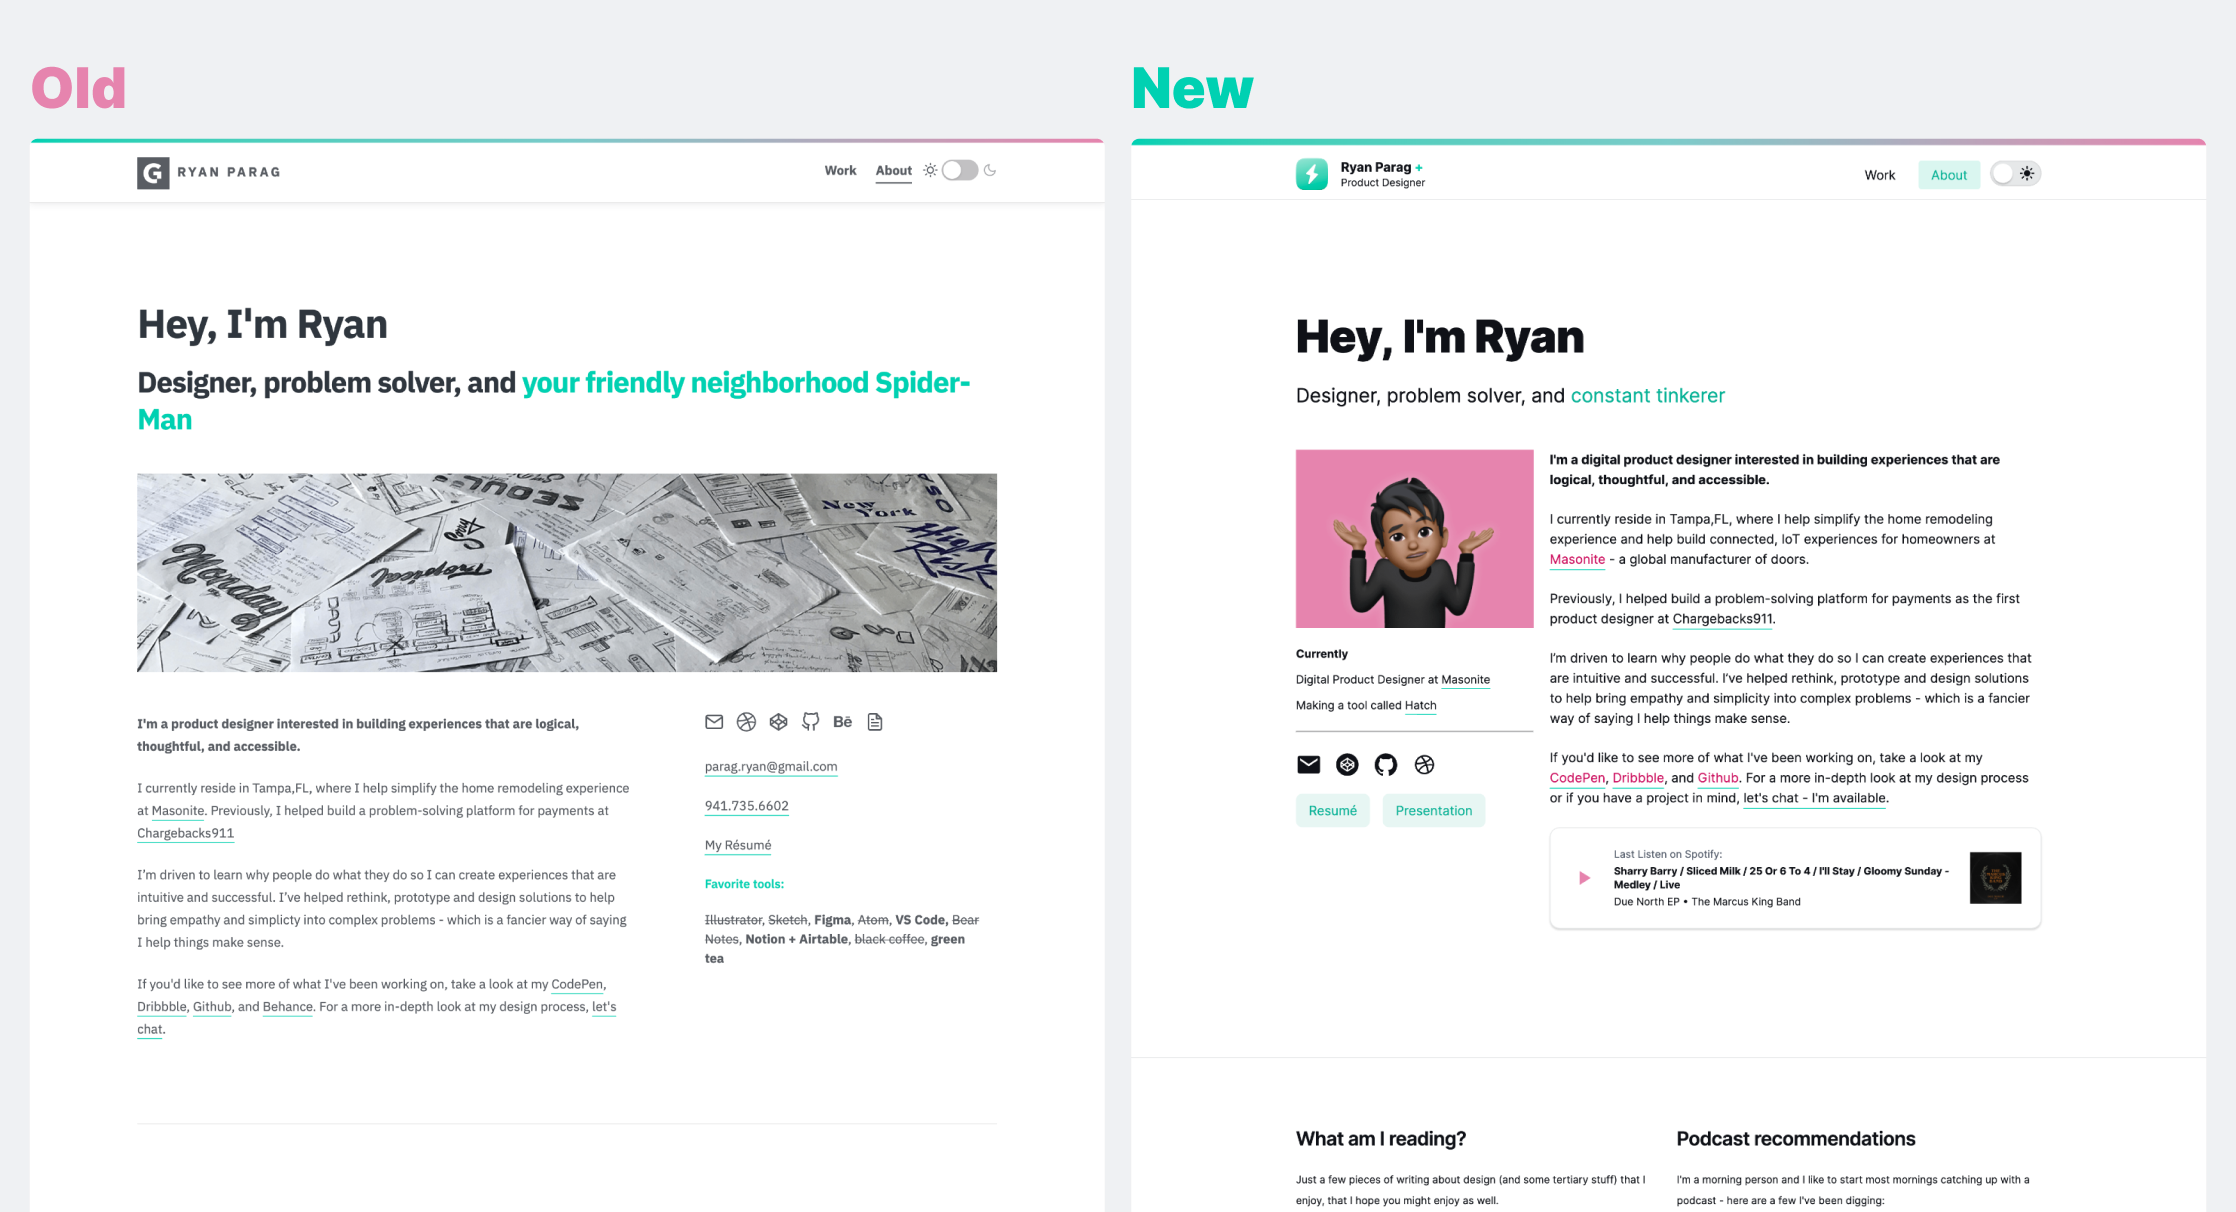 Old
G RYAN PARAG
Work About
Hey, I'm Ryan
Designer, problem solver, and your friendly neighborhood Spider-
Man
SEOUL
New
York
High
Risk
Monday
Tropical
I'm a product designer interested in building experiences that are logical,
thoughtful, and accessible.
I currently reside in Tampa,FL, where I help simplify the home remodeling experience
at Masonite. Previously, I helped build a problem-solving platform for payments at
Chargebacks911
I'm driven to learn why people do what they do so I can create experiences that are
intuitive and successful. I've helped rethink, prototype and design solutions to help
bring empathy and simplicty into complex problems - which is a fancier way of saying
I help things make sense.
If you'd like to see more of what I've been working on, take a look at my CodePen,
Dribbble, Github, and Behance. For a more in-depth look at my design process, let's
chat.
Bē
parag.ryan@gmail.com
941.735.6602
My Résumé
Favorite tools:
Illustrator, Sketch, Figma, Atom, VS Code, Bear
Notes, Notion + Airtable, black coffee, green
tea
New
Ryan Parag +
Product Designer
Work About
Hey, I'm Ryan
Designer, problem solver, and constant tinkerer
Currently
Digital Product Designer at Masonite
Making a tool called Hatch
Resumé Presentation
I'm a digital product designer interested in building experiences that are
logical, thoughtful, and accessible.
I currently reside in Tampa,FL, where I help simplify the home remodeling
experience and help build connected, IoT experiences for homeowners at
Masonite - a global manufacturer of doors.
Previously, I helped build a problem-solving platform for payments as the first
product designer at Chargebacks911.
I'm driven to learn why people do what they do so I can create experiences that
are intuitive and successful. I've helped rethink, prototype and design solutions
to help bring empathy and simplicity into complex problems - which is a fancier
way of saying I help things make sense.
If you'd like to see more of what I've been working on, take a look at my
CodePen, Dribbble, and Github. For a more in-depth look at my design process
or if you have a project in mind, let's chat - I'm available.
Last Listen on Spotify:
Sharry Barry / Sliced Milk / 25 Or 6 To 4 / I'll Stay / Gloomy Sunday -
Medley / Live
Due North EP • The Marcus King Band
What am I reading?
Just a few pieces of writing about design (and some tertiary stuff) that I
enjoy, that I hope you might enjoy as well.
Podcast recommendations
I'm a morning person and I like to start most mornings catching up with a
podcast - here are a few I've been digging: